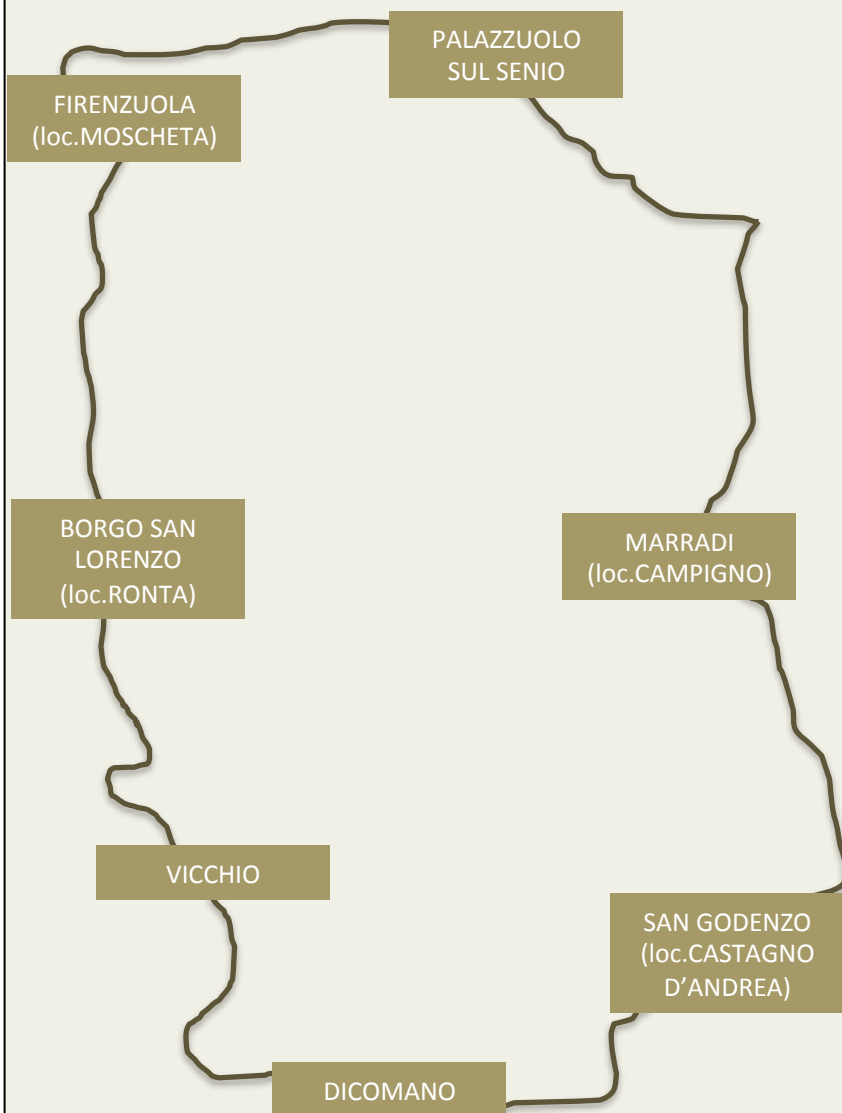 PALAZZUOLO
SUL SENIO
FIRENZUOLA
(loc.MOSCHETA)
BORGO SAN
LORENZO
(loc.RONTA)
MARRADI
(loc.CAMPIGNO)
VICCHIO
SAN GODENZO
(loc.CASTAGNO
D’ANDREA)
DICOMANO